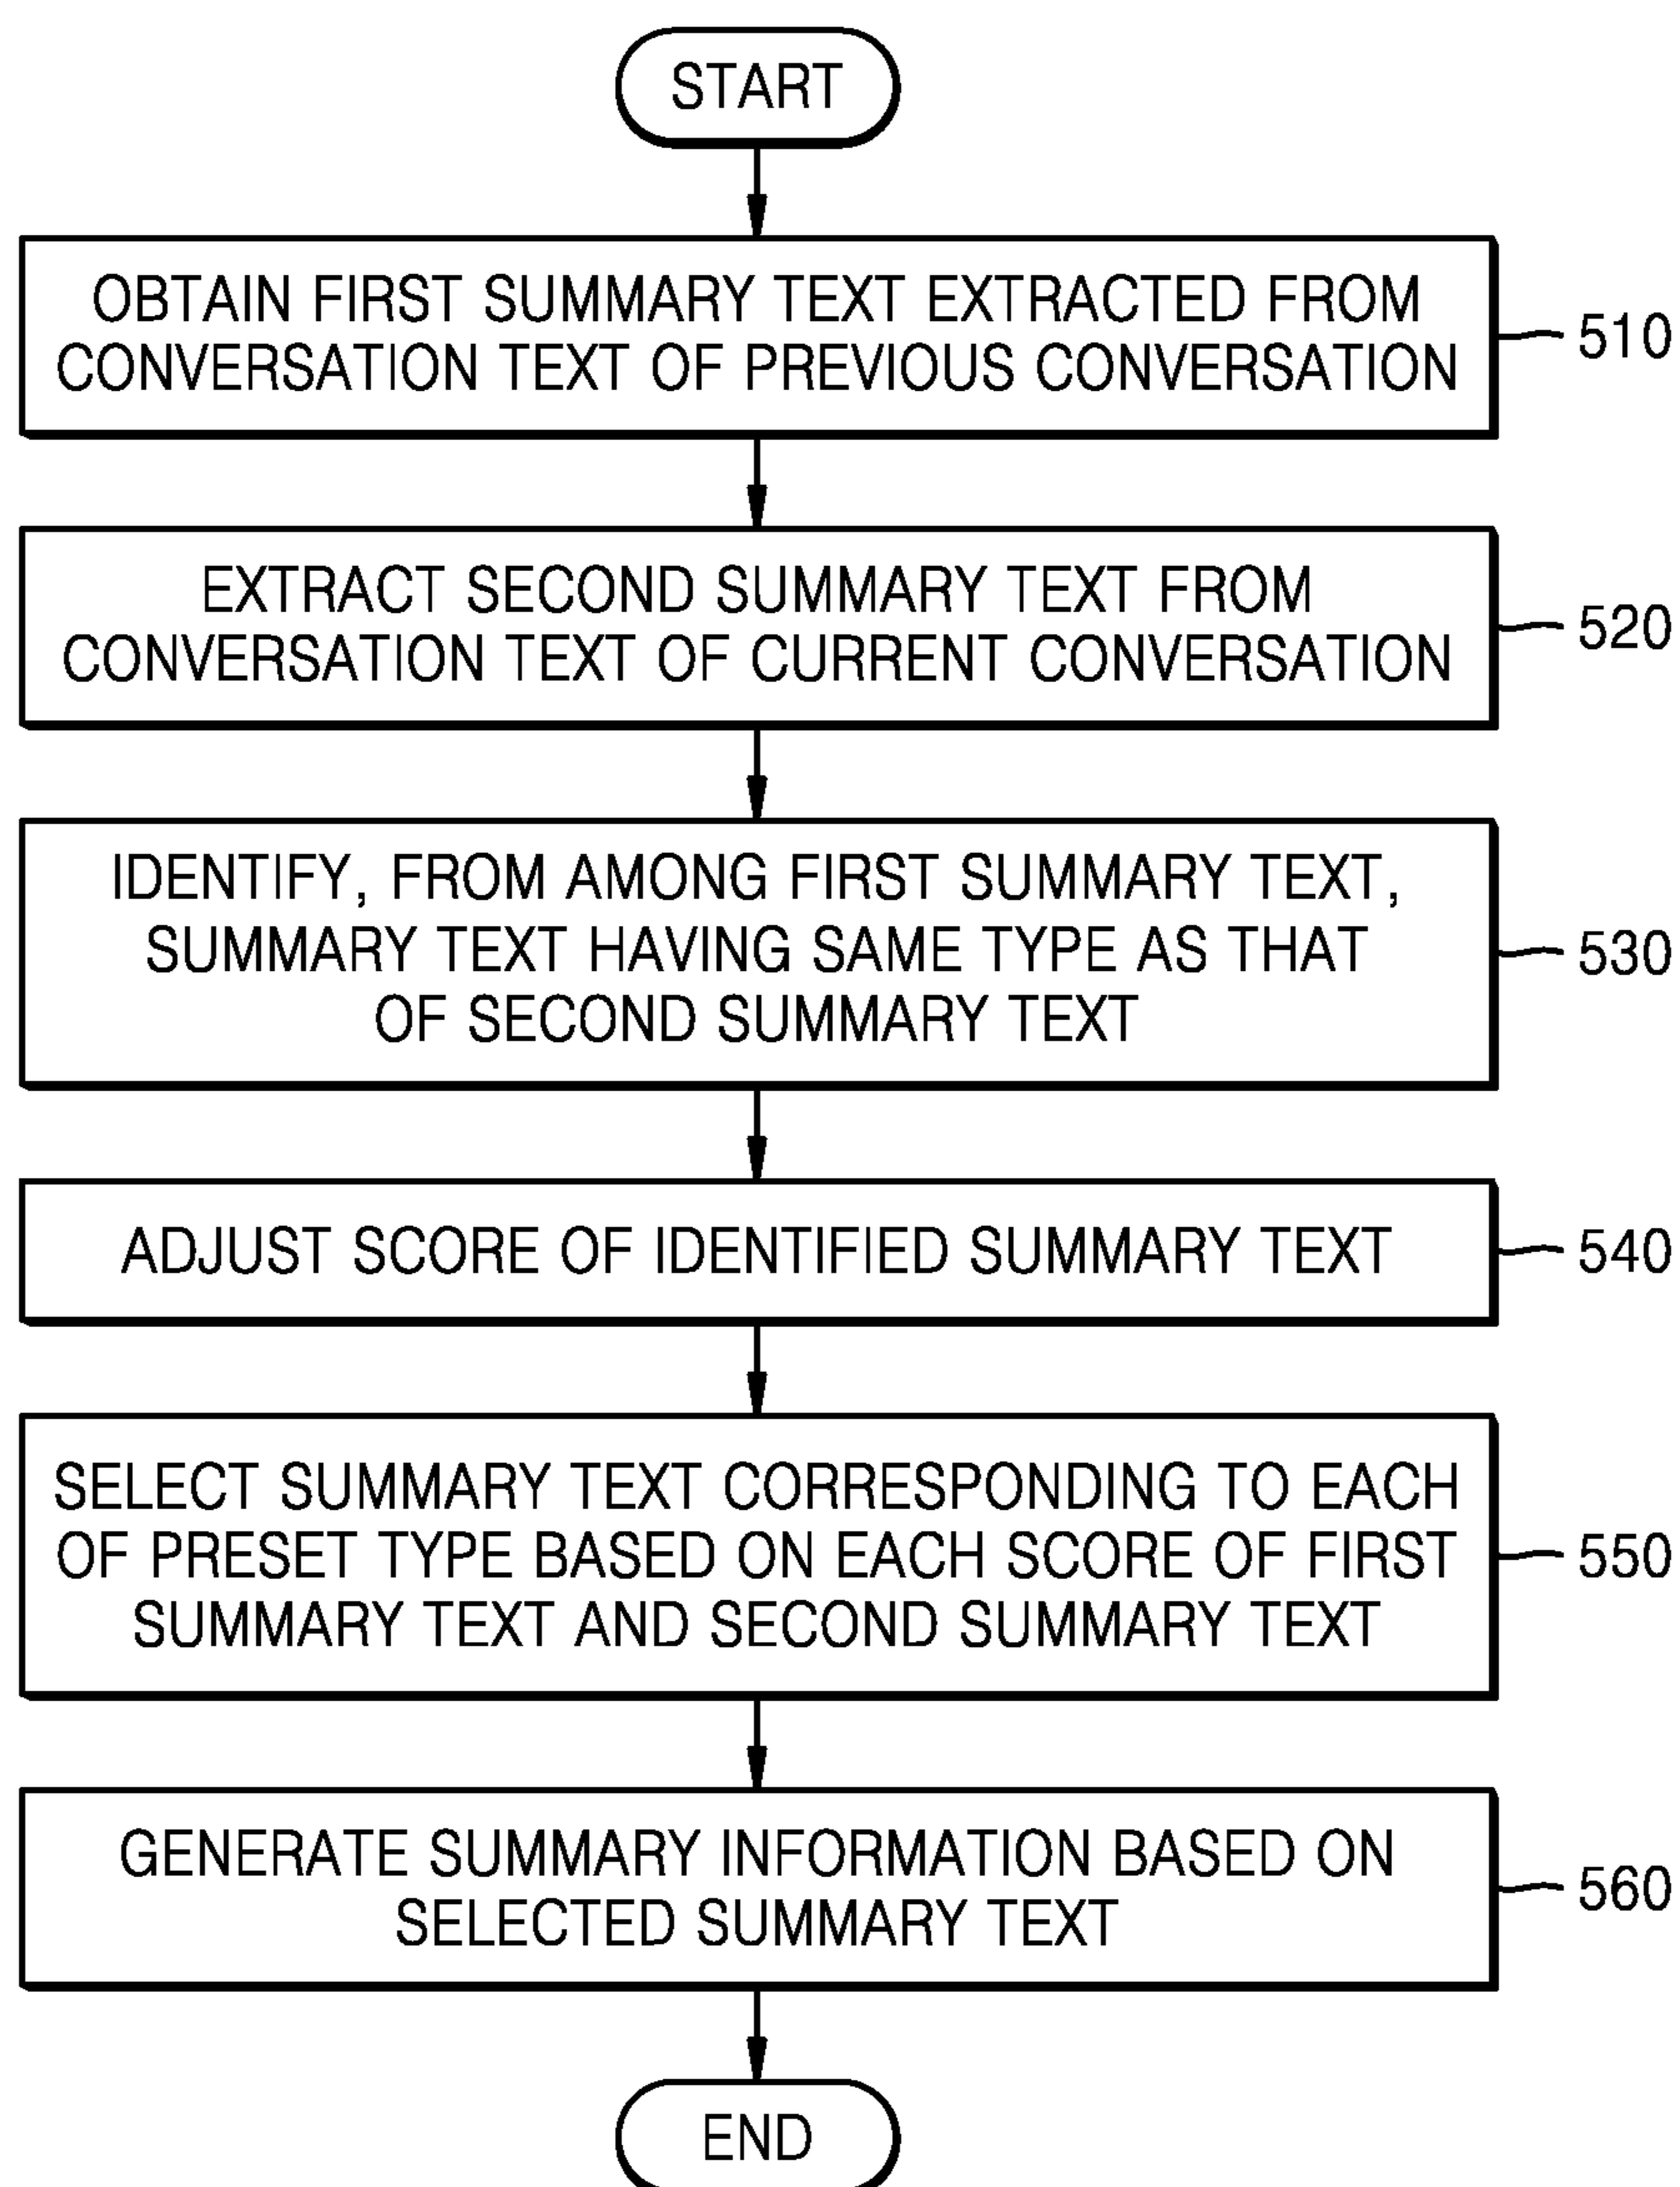 START
OBTAIN FIRST SUMMARY TEXT EXTRACTED FROM
CONVERSATION TEXT OF PREVIOUS CONVERSATION
510
EXTRACT SECOND SUMMARY TEXT FROM
CONVERSATION TEXT OF CURRENT CONVERSATION
520
IDENTIFY, FROM AMONG FIRST SUMMARY TEXT,
SUMMARY TEXT HAVING SAME TYPE AS THAT
OF SECOND SUMMARY TEXT
530
ADJUST SCORE OF IDENTIFIED SUMMARY TEXT
540
SELECT SUMMARY TEXT CORRESPONDING TO EACH
OF PRESET TYPE BASED ON EACH SCORE OF FIRST
SUMMARY TEXT AND SECOND SUMMARY TEXT
550
GENERATE SUMMARY INFORMATION BASED ON
SELECTED SUMMARY TEXT
560
END